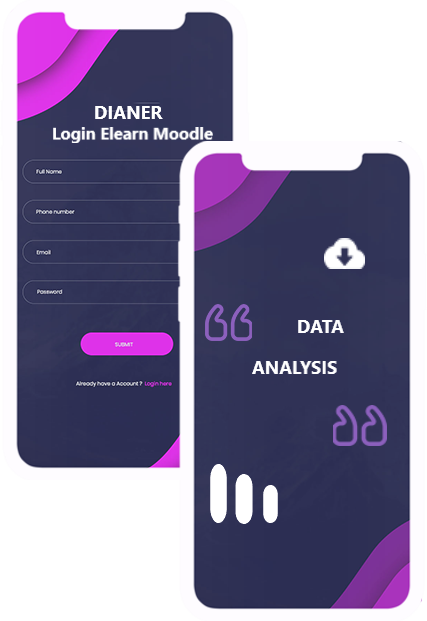 DIANER
Login Elearn Moodle
Full Name
Phone number
Email
Password
SUBMIT
Already have a Account ? Login here
DATA
ANALYSIS